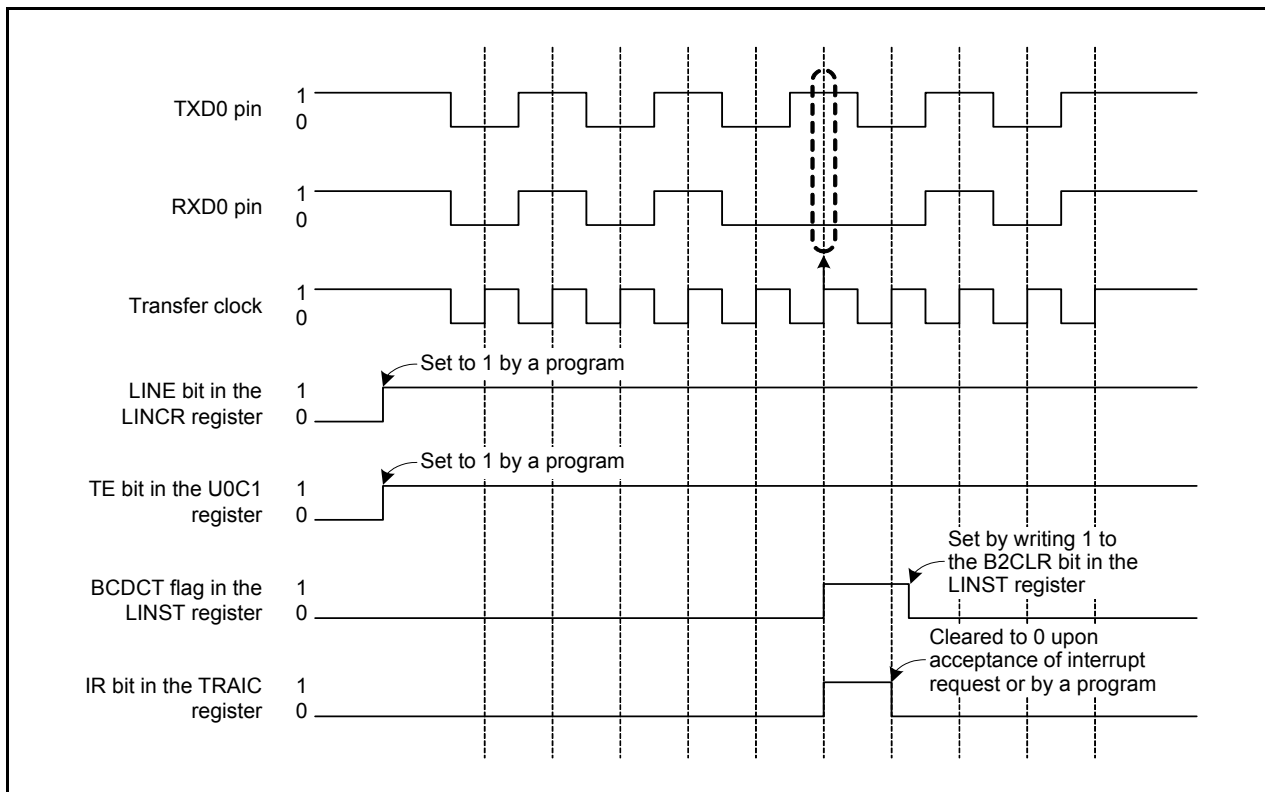 TXD0 pin
1
0
RXD0 pin
1
0
Transfer clock
1
0
Set to 1 by a program
LINE bit in the
LINCR register
1
0
Set to 1 by a program
TE bit in the U0C1
register
1
0
Set by writing 1 to
the B2CLR bit in the
LINST register
BCDCT flag in the
LINST register
1
0
Cleared to 0 upon
acceptance of interrupt
request or by a program
IR bit in the TRAIC
register
1
0